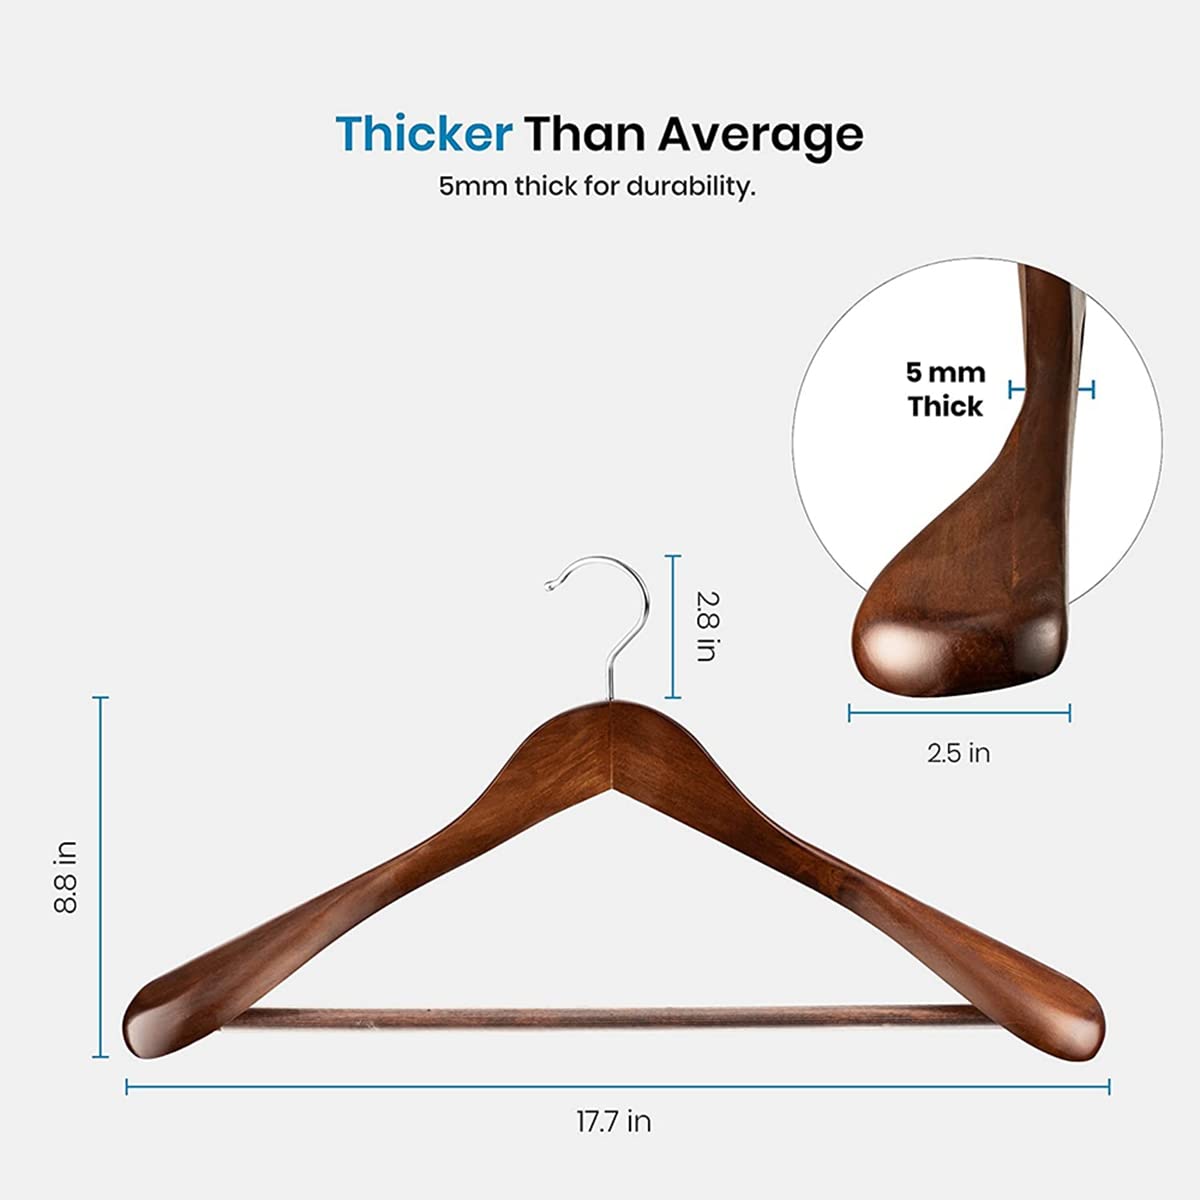 Thicker Than Average
5mm thick for durability.
5 mm
Thick
2.8 in
2.5 in
8.8 in
17.7 in